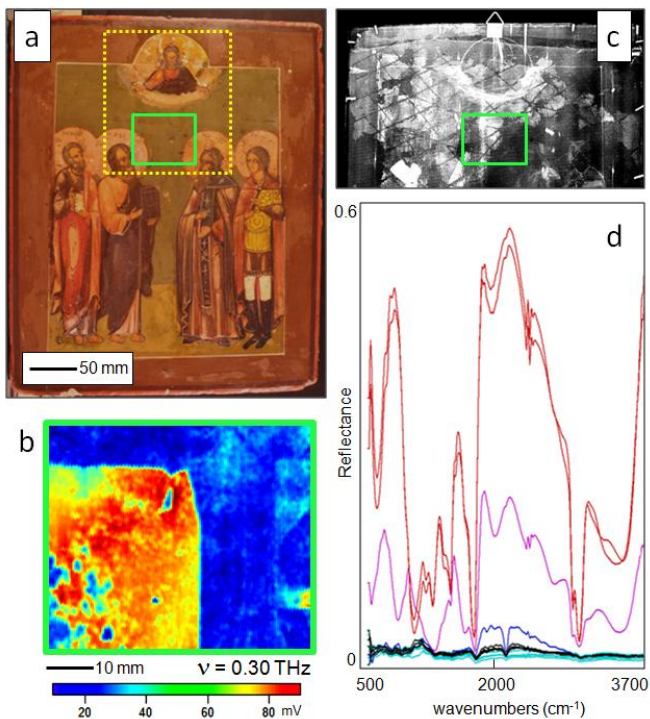 a
50 mm
b
10 mm
ν = 0.30 THz
20 40 60 80 mV
c
d
0.6
Reflectance
0
500 2000 3700
wavenumbers (cm⁻¹)